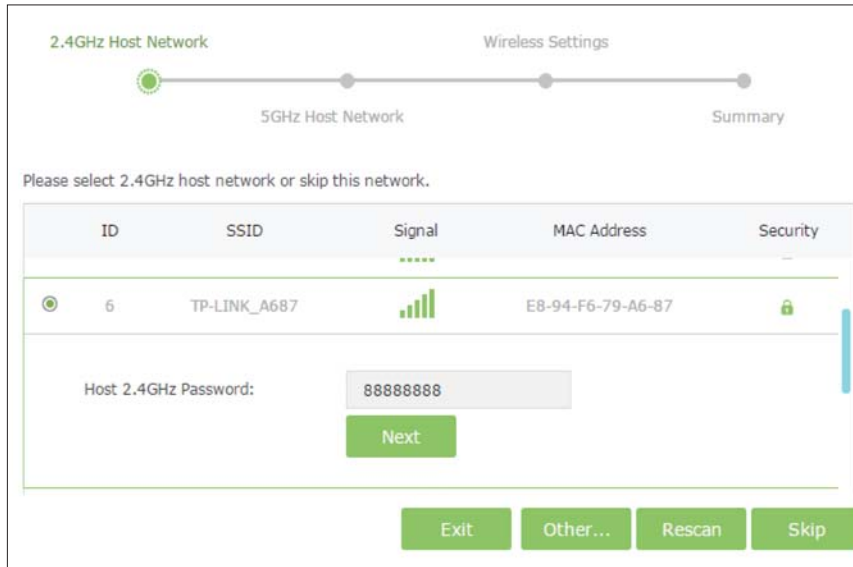 2.4GHz Host Network
Wireless Settings
5GHz Host Network
Summary
Please select 2.4GHz host network or skip this network.
ID SSID Signal MAC Address Security
6 TP-LINK_A687 E8-94-F6-79-A6-87
Host 2.4GHz Password: 88888888
Next
Exit Other... Rescan Skip